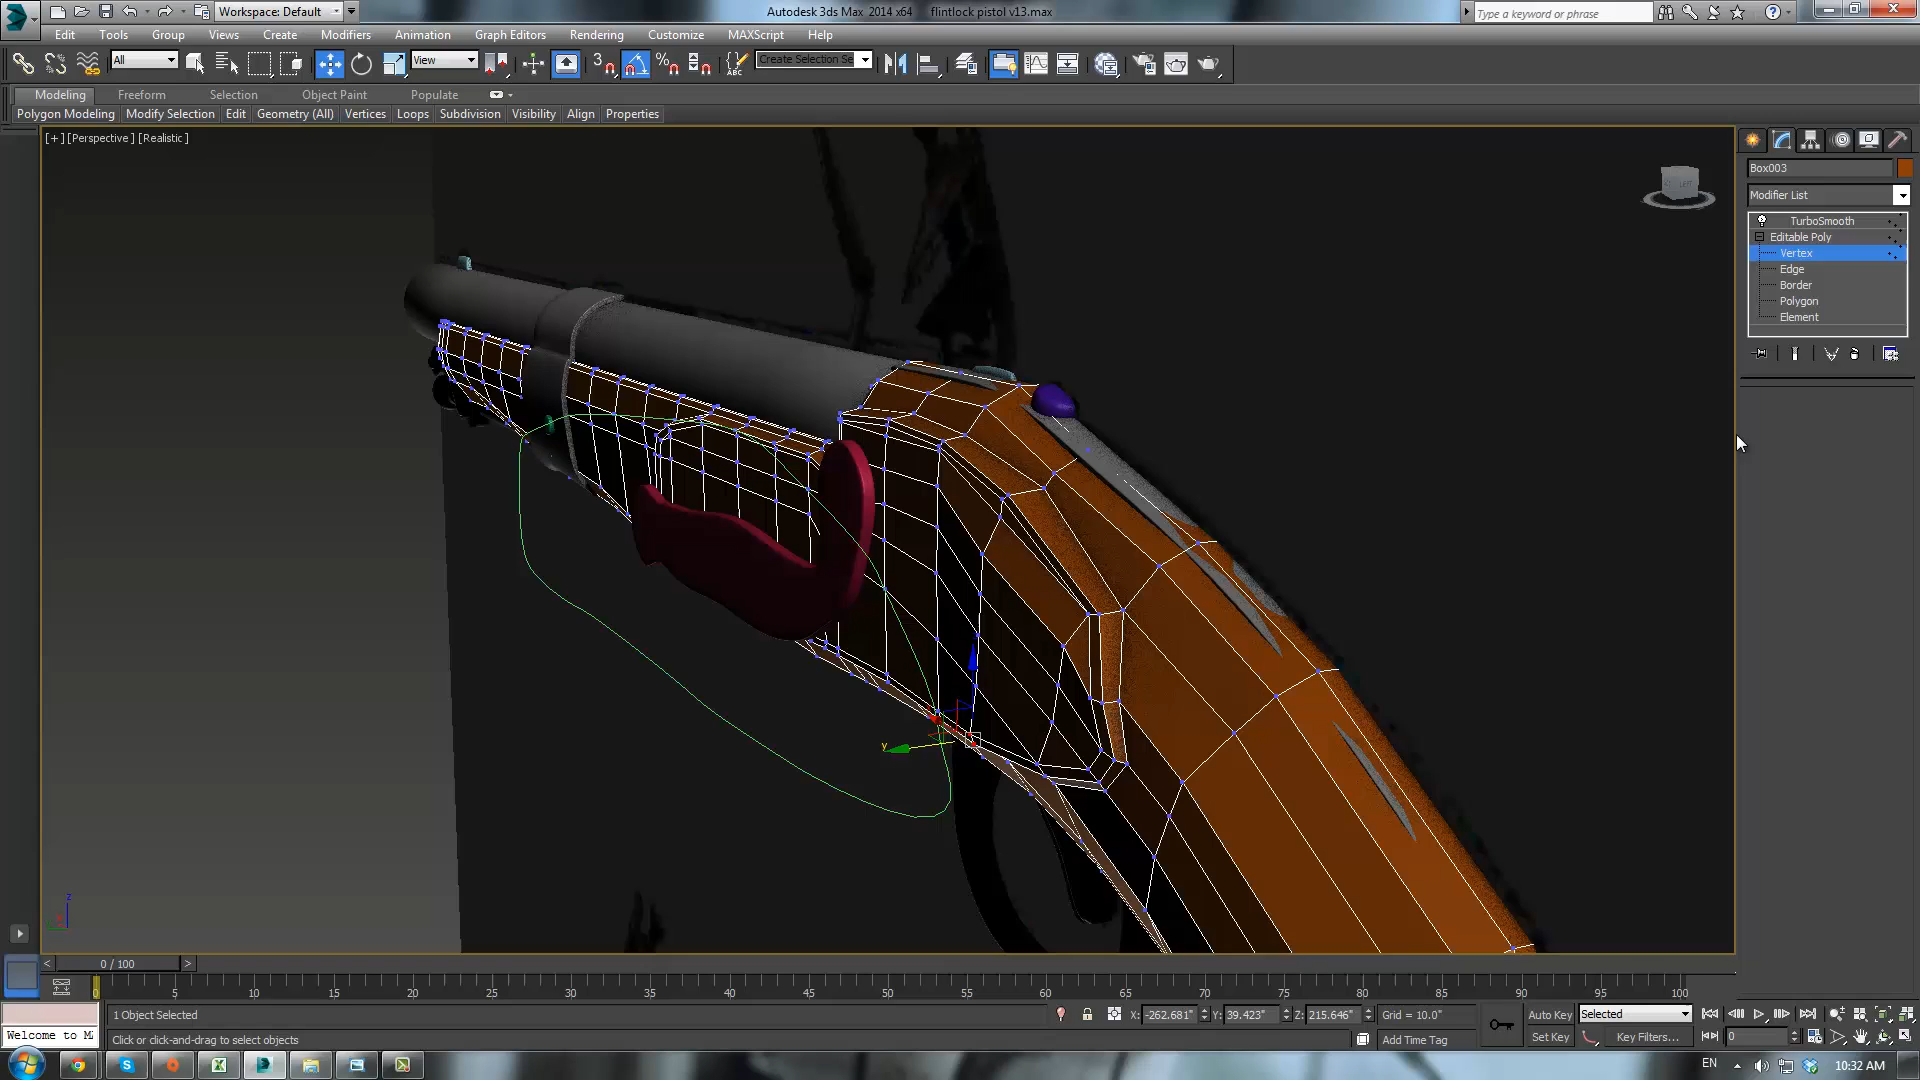 Workspace: Default
Autodesk 3ds Max 2014 x64 flintlock pistol v13.max
Type a keyword or phrase
Edit Tools Group Views Create Modifiers Animation Graph Editors Rendering Customize MAXScript Help
All View 3 Create Selection Se
Modeling Freeform Selection Object Paint Populate
Polygon Modeling Modify Selection Edit Geometry (All) Vertices Loops Subdivision Visibility Align Properties
[+] [Perspective] [Realistic]
Box003
Modifier List
TurboSmooth
Editable Poly
Vertex
Edge
Border
Polygon
Element
y
z
< 0 / 100 >
0 5 10 15 20 25 30 35 40 45 50 55 60 65 70 75 80 85 90 95 100
1 Object Selected X: -262.681" Y: 39.423" Z: 215.646" Grid = 10.0" Auto Key Selected
Welcome to M
Click or click-and-drag to select objects Add Time Tag Set Key Key Filters... 0
EN 10:32 AM